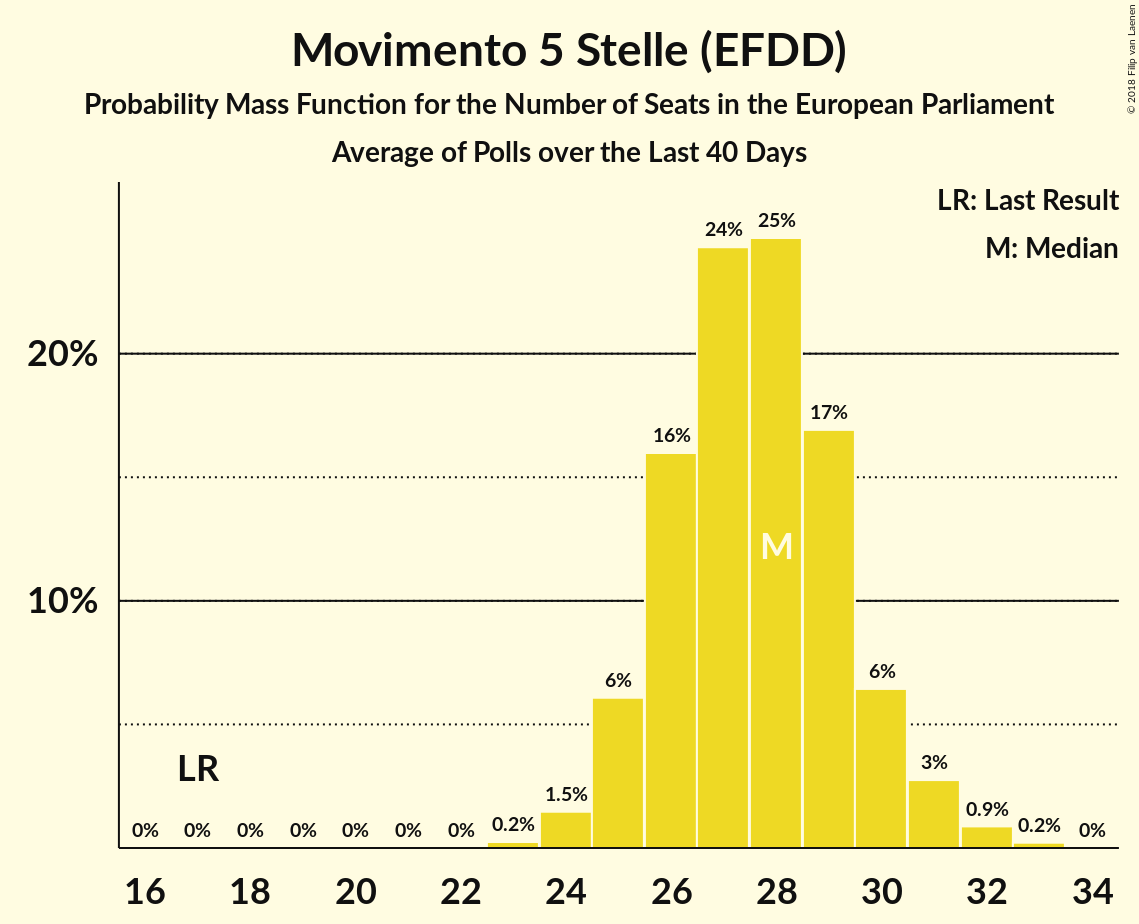 Movimento 5 Stelle (EFDD)
Probability Mass Function for the Number of Seats in the European Parliament
Average of Polls over the Last 40 Days
© 2018 Filip van Laenen
LR: Last Result
M: Median
20%
10%
0% 0% 0% 0% 0% 0% 0% 0.2% 1.5% 6% 16% 24% 25% 17% 6% 3% 0.9% 0.2% 0%
LR
M
16 18 20 22 24 26 28 30 32 34